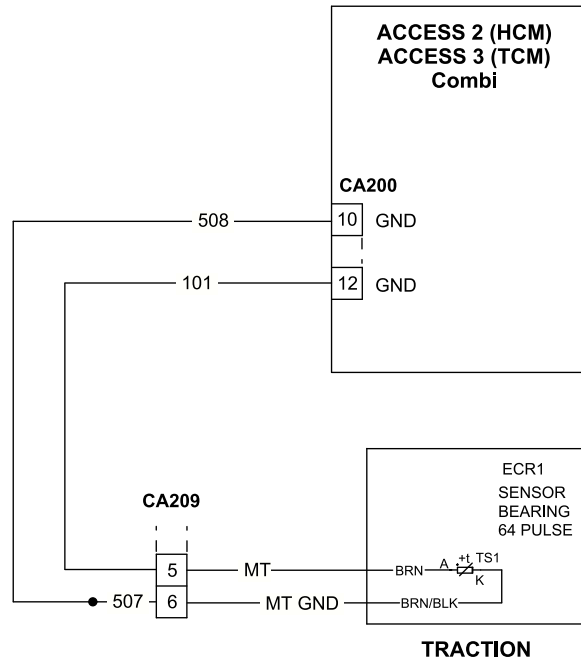 ACCESS 2 (HCM)
ACCESS 3 (TCM)
Combi
CA200
508
10
GND
101
12
GND
ECR1
SENSOR
BEARING
64 PULSE
CA209
5
MT
BRN
A
+t
TS1
K
507
6
MT GND
BRN/BLK
TRACTION